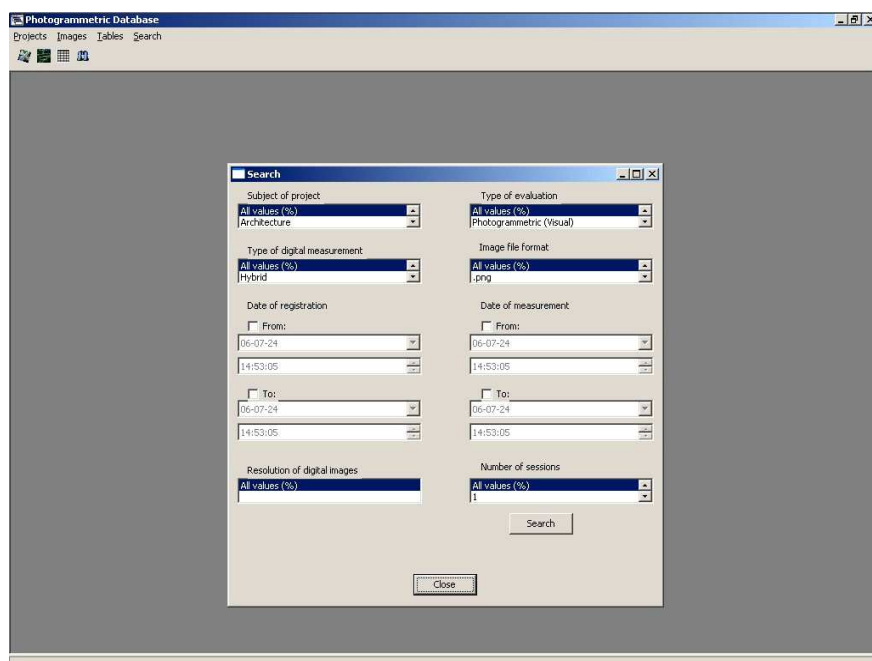 Photogrammetric Database
Projects Images Tables Search
Search
Subject of project
All values (%)
Architecture
Type of evaluation
All values (%)
Photogrammetric (Visual)
Type of digital measurement
All values (%)
Hybrid
Image file format
All values (%)
.png
Date of registration
From:
06-07-24
14:53:05
To:
06-07-24
14:53:05
Date of measurement
From:
06-07-24
14:53:05
To:
06-07-24
14:53:05
Resolution of digital images
All values (%)
Number of sessions
All values (%)
1
Search
Close